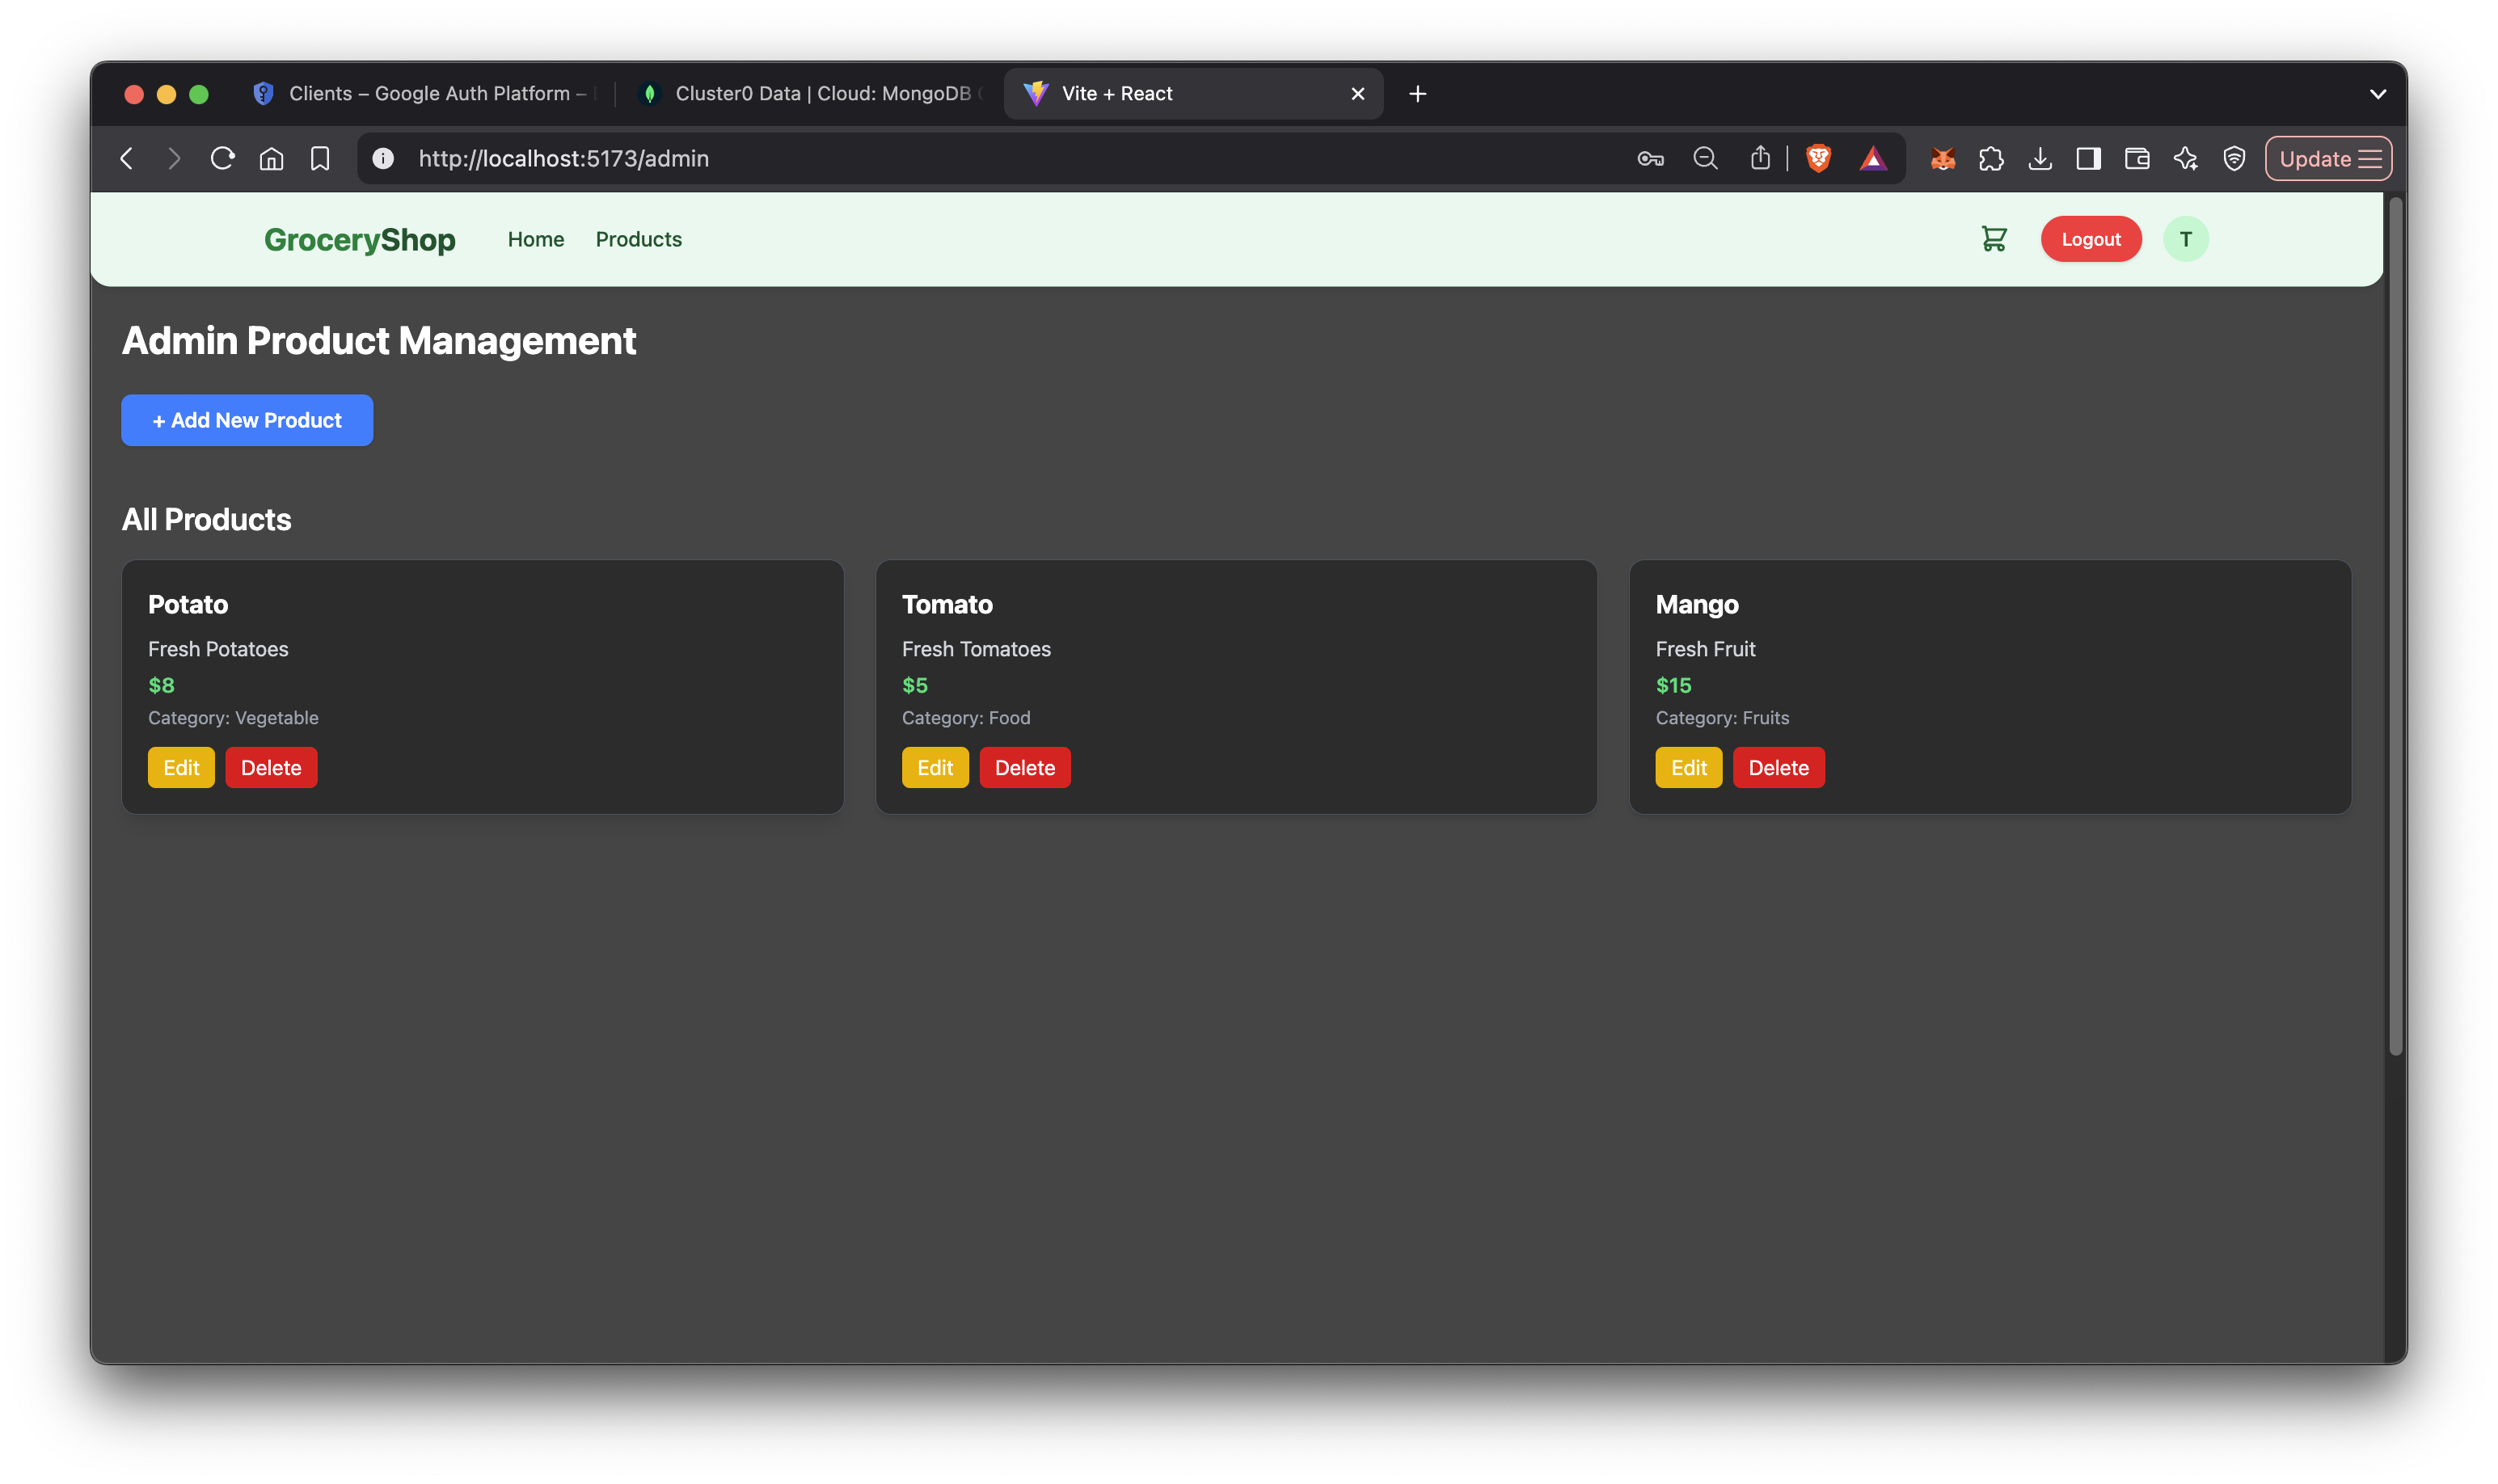 Clients – Google Auth Platform –
Cluster0 Data | Cloud: MongoDB
Vite + React
http://localhost:5173/admin
Update
GroceryShop
Home
Products
Logout
T
Admin Product Management
+ Add New Product
All Products
Potato
Fresh Potatoes
$8
Category: Vegetable
Edit
Delete
Tomato
Fresh Tomatoes
$5
Category: Food
Edit
Delete
Mango
Fresh Fruit
$15
Category: Fruits
Edit
Delete